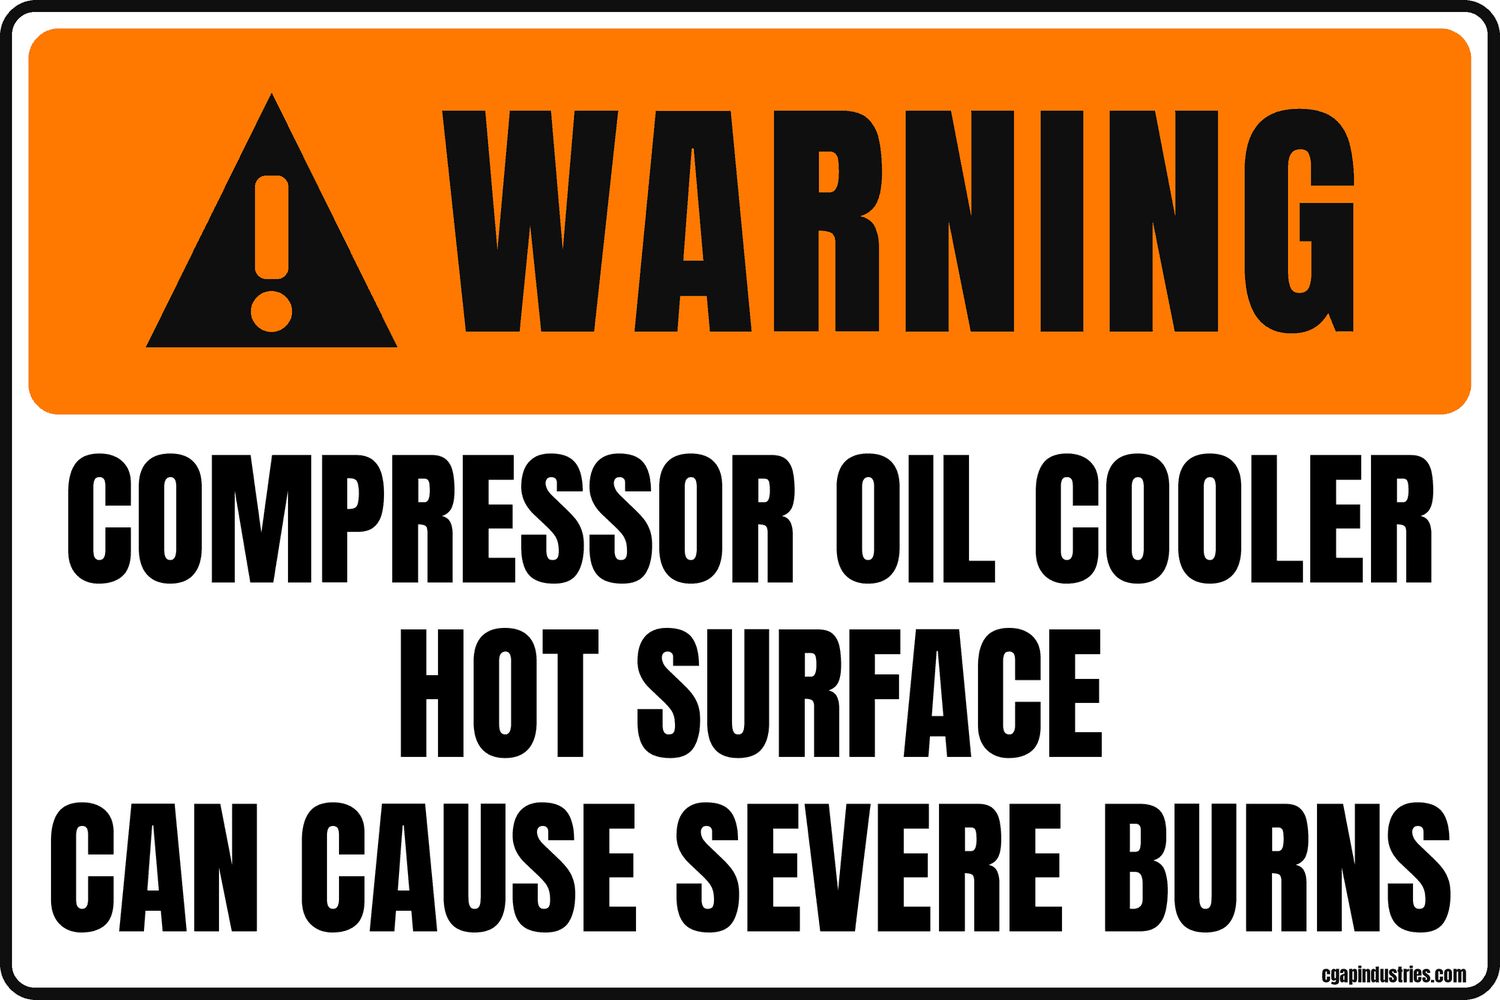 WARNING
COMPRESSOR OIL COOLER
HOT SURFACE
CAN CAUSE SEVERE BURNS
cgapindustries.com